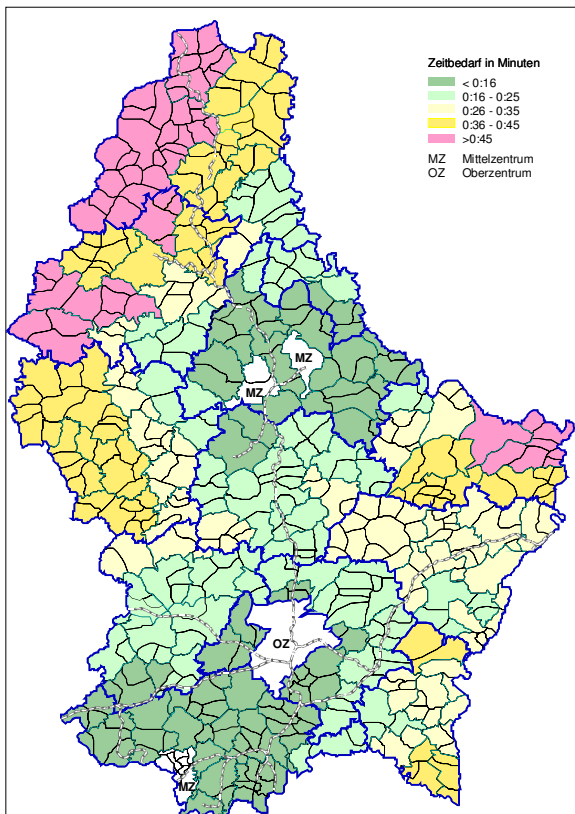 Zeitbedarf in Minuten
< 0:16
0:16 - 0:25
0:26 - 0:35
0:36 - 0:45
>0:45
MZ Mittelzentrum
OZ Oberzentrum
MZ
MZ
OZ
MZ